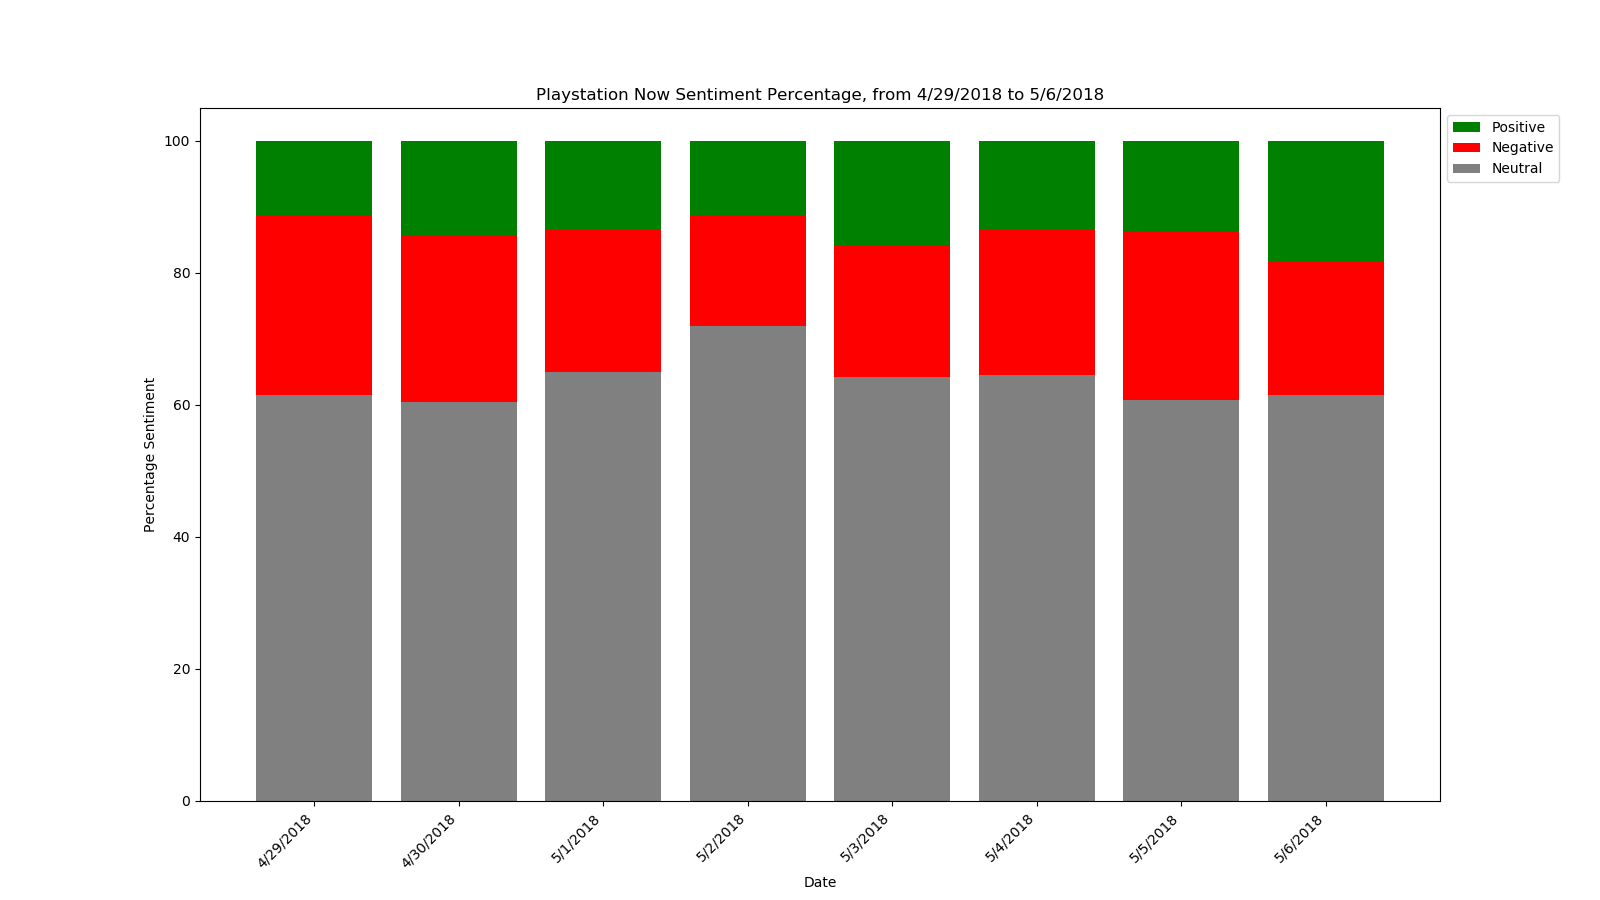 Playstation Now Sentiment Percentage, from 4/29/2018 to 5/6/2018
Positive
Negative
Neutral
Percentage Sentiment
100
80
60
40
20
0
4/29/2018
4/30/2018
5/1/2018
5/2/2018
5/3/2018
5/4/2018
5/5/2018
5/6/2018
Date